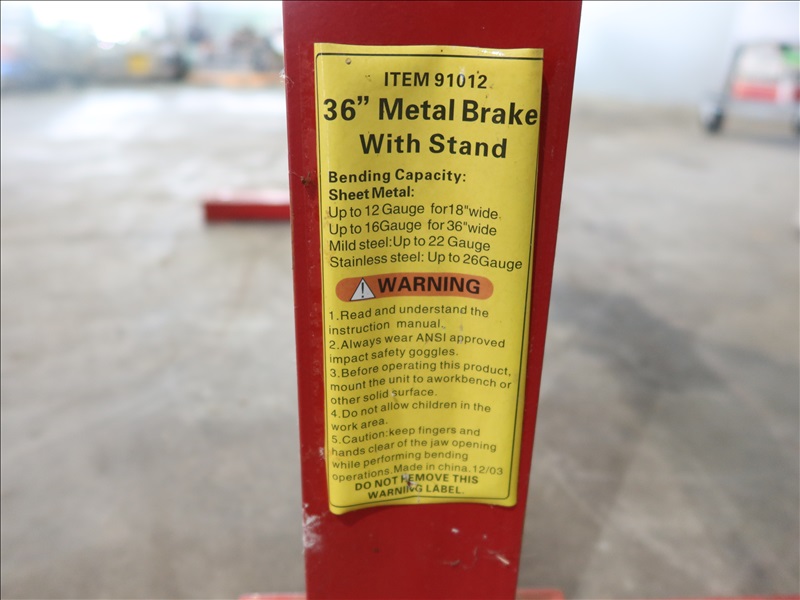 ITEM 91012
36” Metal Brake
With Stand
Bending Capacity:
Sheet Metal:
Up to 12 Gauge for18"wide.
Up to 16Gauge for 36"wide
Mild steel:Up to 22 Gauge
Stainless steel: Up to 26Gauge
WARNING
1.Read and understand the
instruction manual.
2.Always wear ANSI approved
impact safety goggles.
3.Before operating this product,
mount the unit to aworkbench or
other solid surface.
4.Do not allow children in the
work area.
5.Caution:keep fingers and
hands clear of the jaw opening
while performing bending
operations.Made in china.12/03
DO NOT REMOVE THIS
WARNING LABEL.